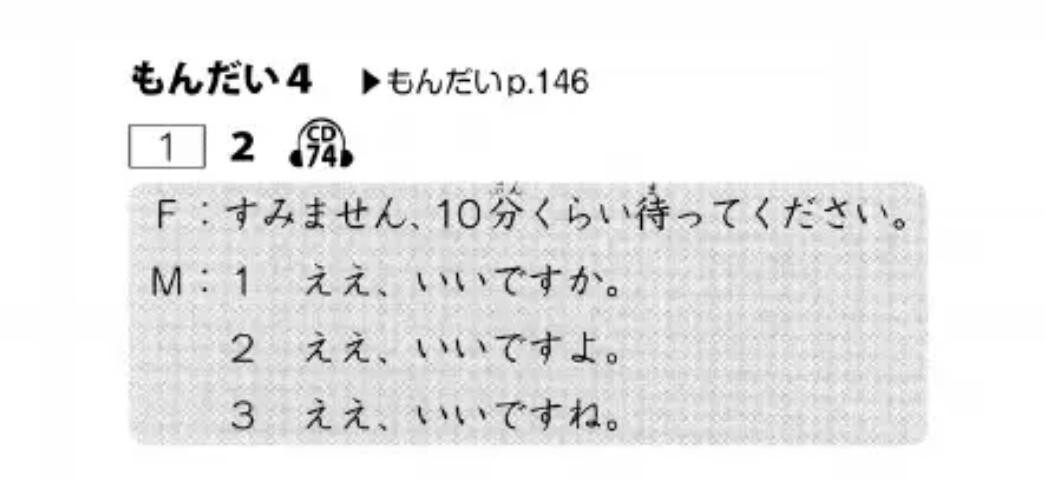 もんだい4 ▶もんだいp.146
1 2 CD 74
F：すみません、10分くらい待ってください。
M：1 ええ、いいですか。
2 ええ、いいですよ。
3 ええ、いいですね。